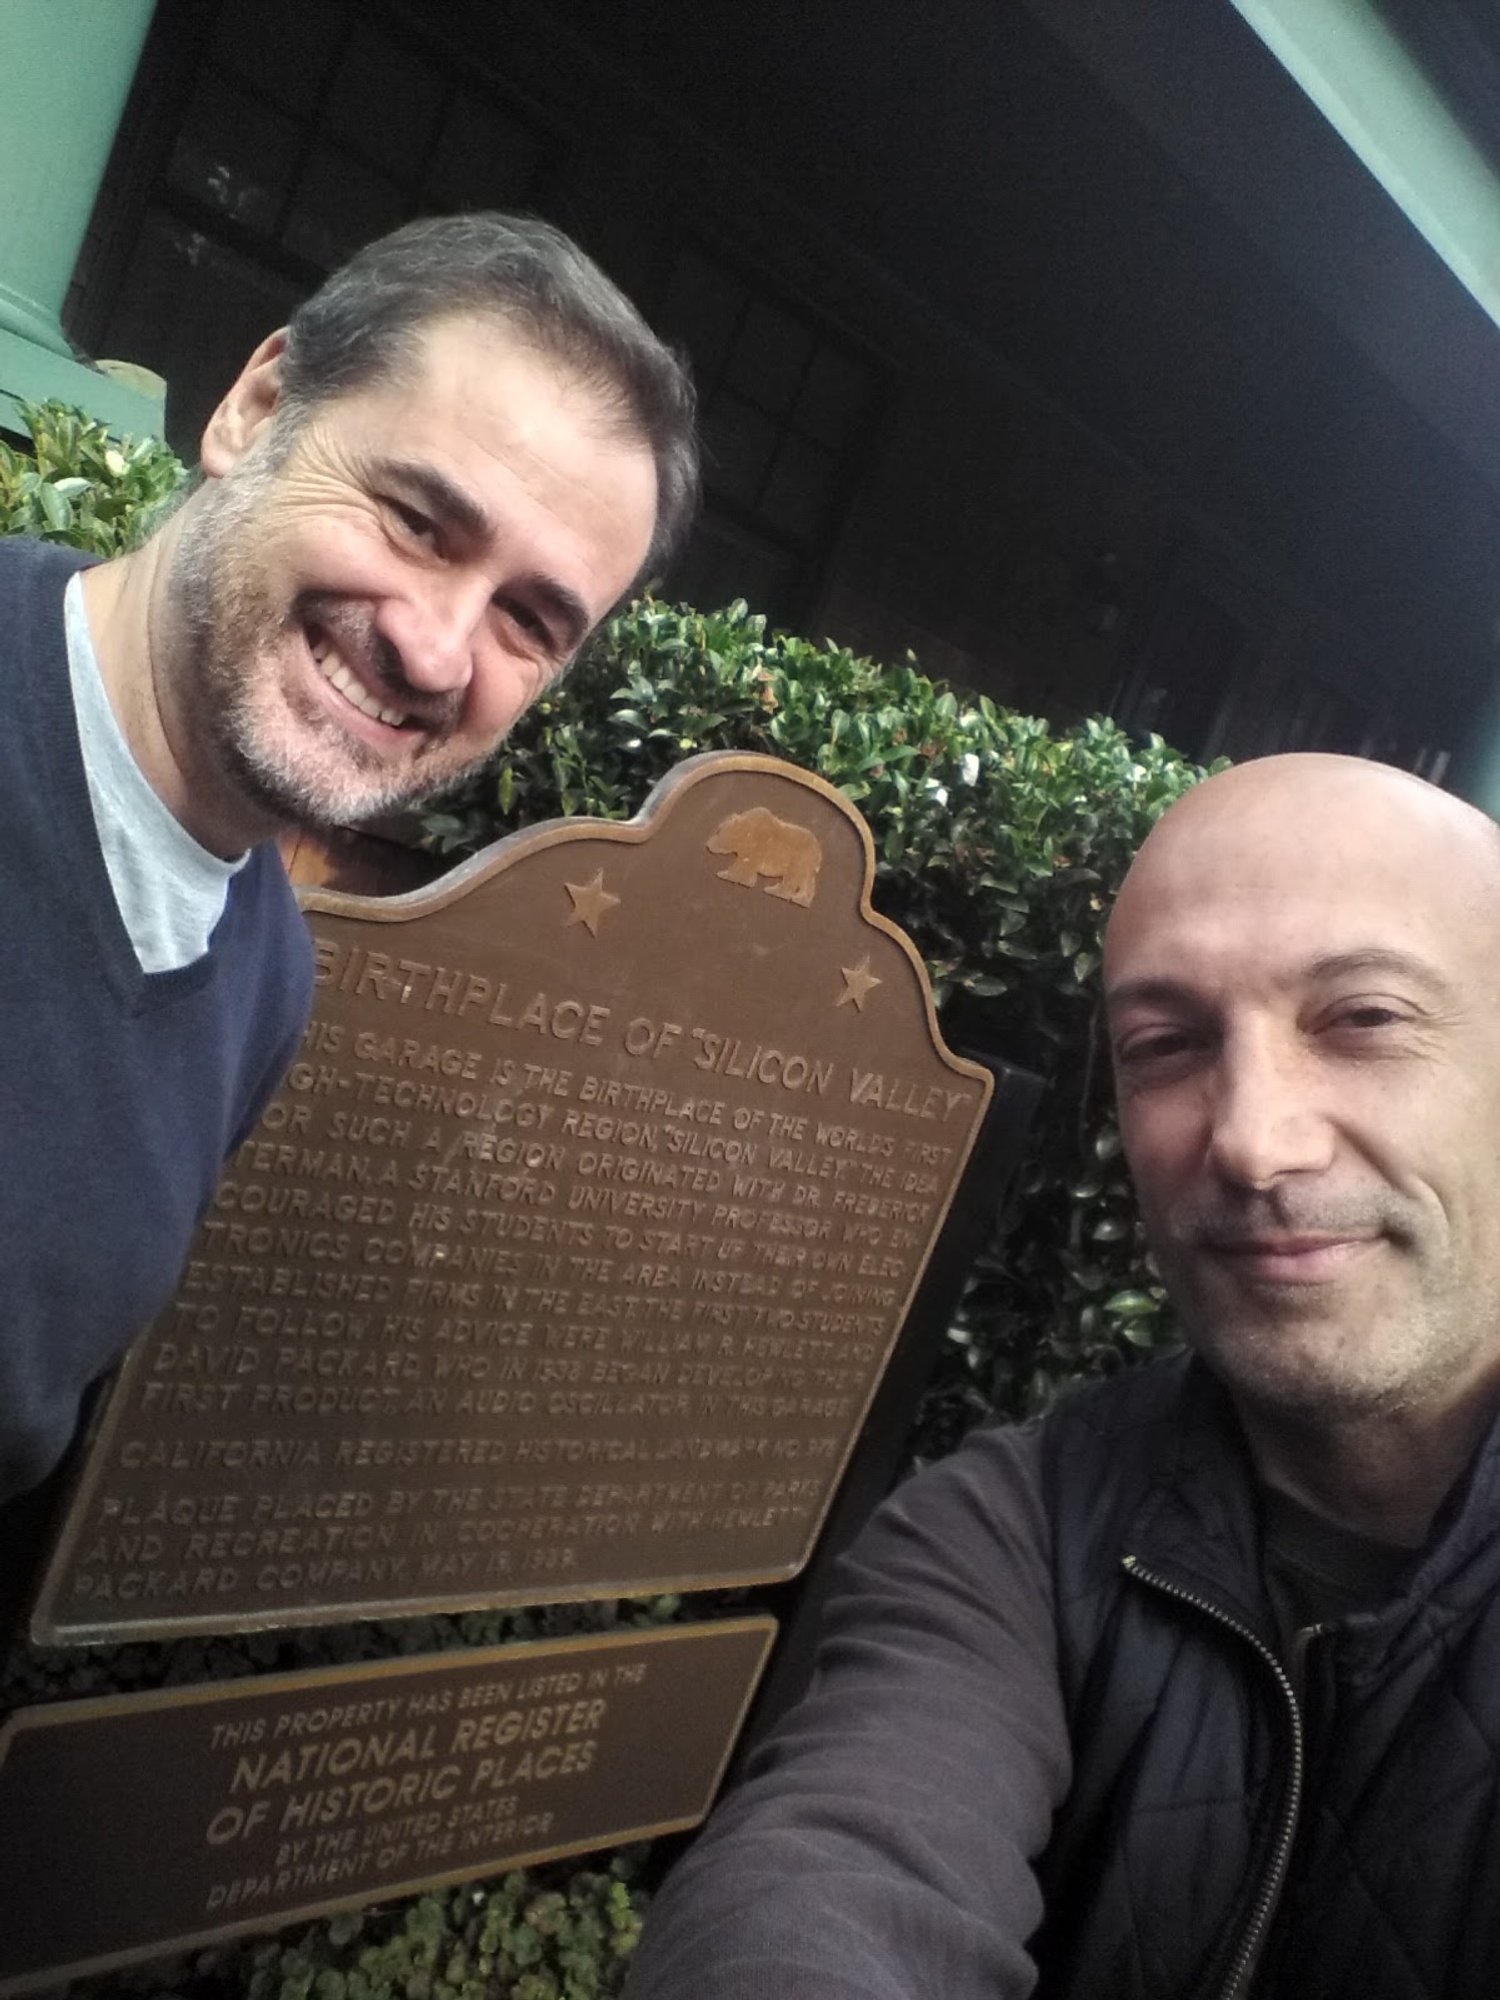 BIRTHPLACE OF "SILICON VALLEY"
HIS GARAGE IS THE BIRTHPLACE OF THE WORLD'S FIRST
GH-TECHNOLOGY REGION, "SILICON VALLEY." THE IDEA
OR SUCH A REGION ORIGINATED WITH DR. FREDERICK
TERMAN, A STANFORD UNIVERSITY PROFESSOR WHO EN-
COURAGED HIS STUDENTS TO START UP THEIR OWN ELEC-
TRONICS COMPANIES IN THE AREA INSTEAD OF JOINING
ESTABLISHED FIRMS IN THE EAST. THE FIRST TWO STUDENTS
TO FOLLOW HIS ADVICE WERE WILLIAM R. HEWLETT AND
DAVID PACKARD, WHO IN 1938 BEGAN DEVELOPING THEIR
FIRST PRODUCT, AN AUDIO OSCILLATOR, IN THIS GARAGE.
CALIFORNIA REGISTERED HISTORICAL LANDMARK NO. 976
PLAQUE PLACED BY THE STATE DEPARTMENT OF PARKS
AND RECREATION IN COOPERATION WITH HEWLETT-
PACKARD COMPANY, MAY 19, 1989.
THIS PROPERTY HAS BEEN LISTED IN THE
NATIONAL REGISTER
OF HISTORIC PLACES
BY THE UNITED STATES
DEPARTMENT OF THE INTERIOR